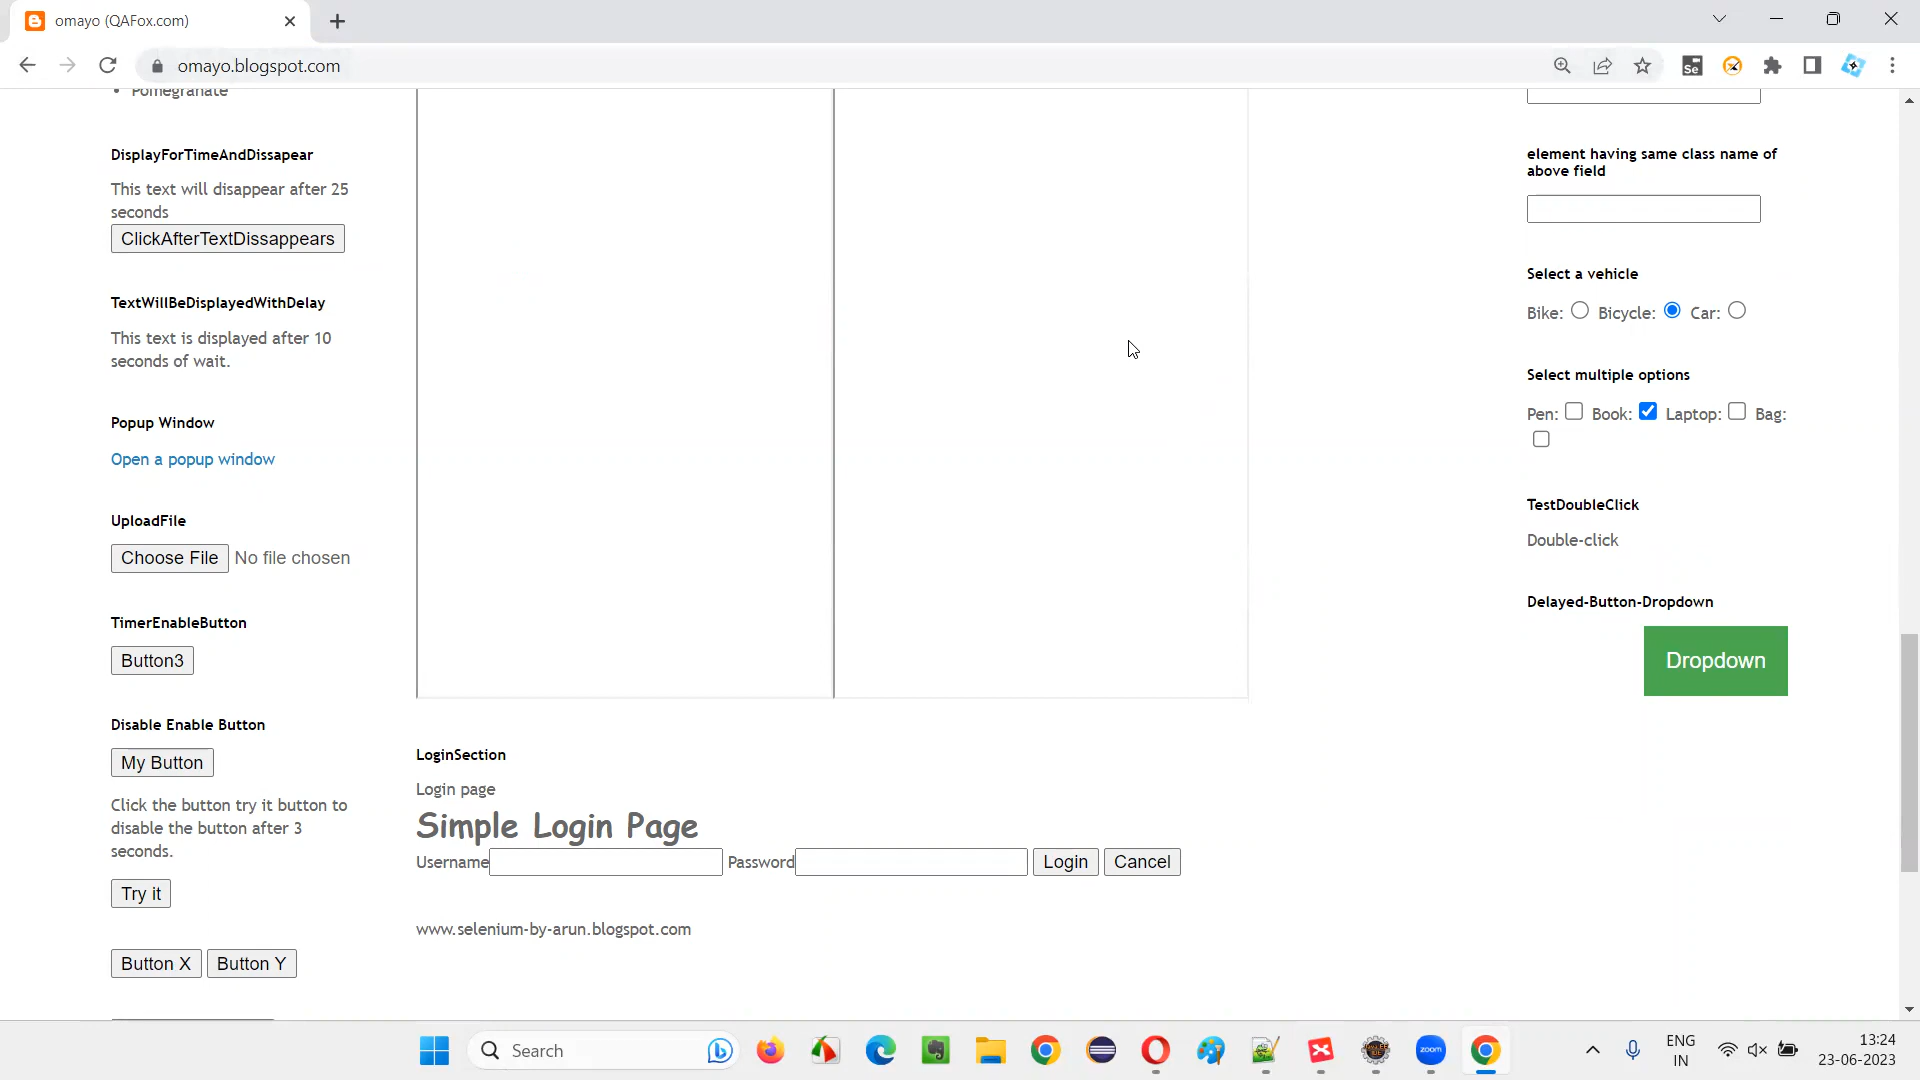 omayo (QAFox.com)
omayo.blogspot.com
Pomegranate
DisplayForTimeAndDissapear
This text will disappear after 25
seconds
ClickAfterTextDissappears
TextWillBeDisplayedWithDelay
This text is displayed after 10
seconds of wait.
Popup Window
Open a popup window
UploadFile
Choose File No file chosen
TimerEnableButton
Button3
Disable Enable Button
My Button
Click the button try it button to
disable the button after 3
seconds.
Try it
Button X Button Y
LoginSection
Login page
Simple Login Page
Username Password Login Cancel
www.selenium-by-arun.blogspot.com
element having same class name of
above field
Select a vehicle
Bike: Bicycle: Car:
Select multiple options
Pen: Book: Laptop: Bag:
TestDoubleClick
Double-click
Delayed-Button-Dropdown
Dropdown
Search
zoom
ENG
IN
13:24
23-06-2023
Se